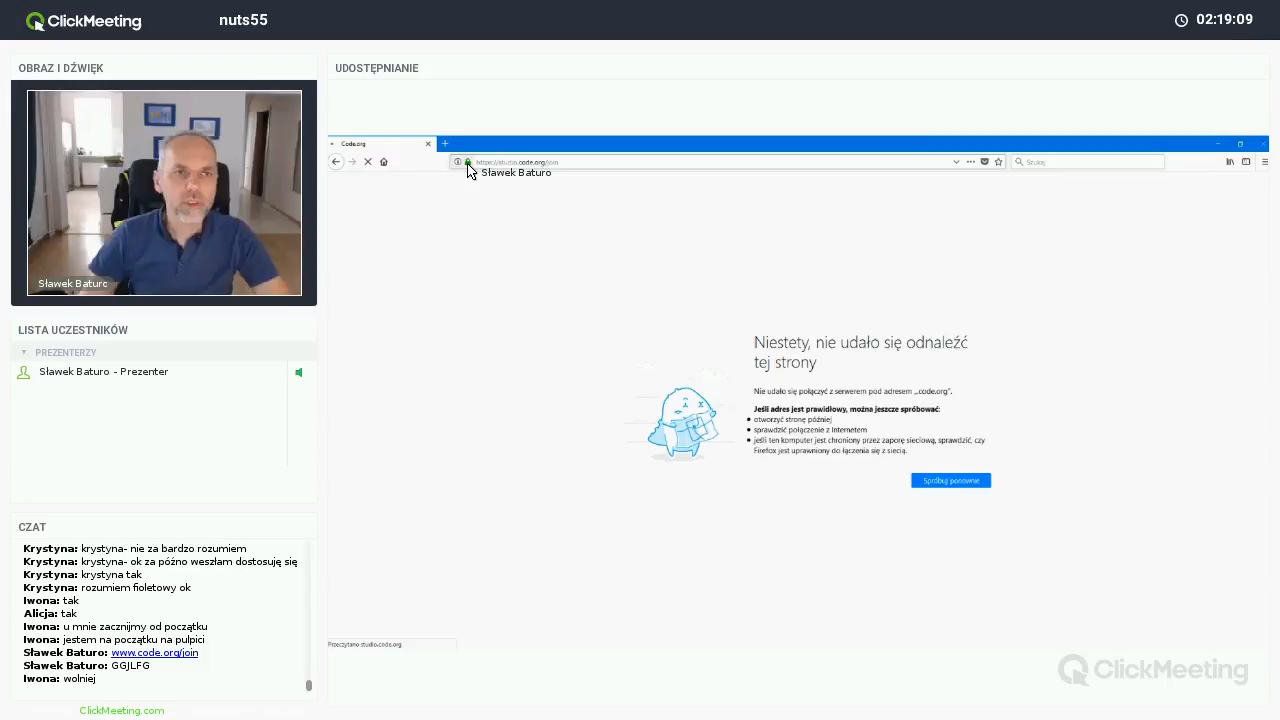 ClickMeeting
nuts55
02:19:09
OBRAZ I DŹWIĘK
UDOSTĘPNIANIE
Code.org
https://studio.code.org/join
Szukaj
Sławek Baturo
Sławek Baturo
LISTA UCZESTNIKÓW
PREZENTERZY
Sławek Baturo - Prezenter
Niestety, nie udało się odnaleźć
tej strony
Nie udało się połączyć z serwerem pod adresem „code.org”.
Jeśli adres jest prawidłowy, można jeszcze spróbować:
otworzyć stronę później
sprawdzić połączenie z Internetem
jeśli ten komputer jest chroniony przez zaporę sieciową, sprawdzić, czy
Firefox jest uprawniony do łączenia się z siecią.
Spróbuj ponownie
CZAT
Krystyna: krystyna- nie za bardzo rozumiem
Krystyna: krystyna- ok za późno weszłam dostosuję się
Krystyna: krystyna tak
Krystyna: rozumiem fioletowy ok
Iwona: tak
Alicja: tak
Iwona: u mnie zacznijmy od początku
Iwona: jestem na początku na pulpici
Sławek Baturo: www.code.org/join
Sławek Baturo: GGJLFG
Iwona: wolniej
Przeczytano studio.code.org
ClickMeeting
ClickMeeting.com